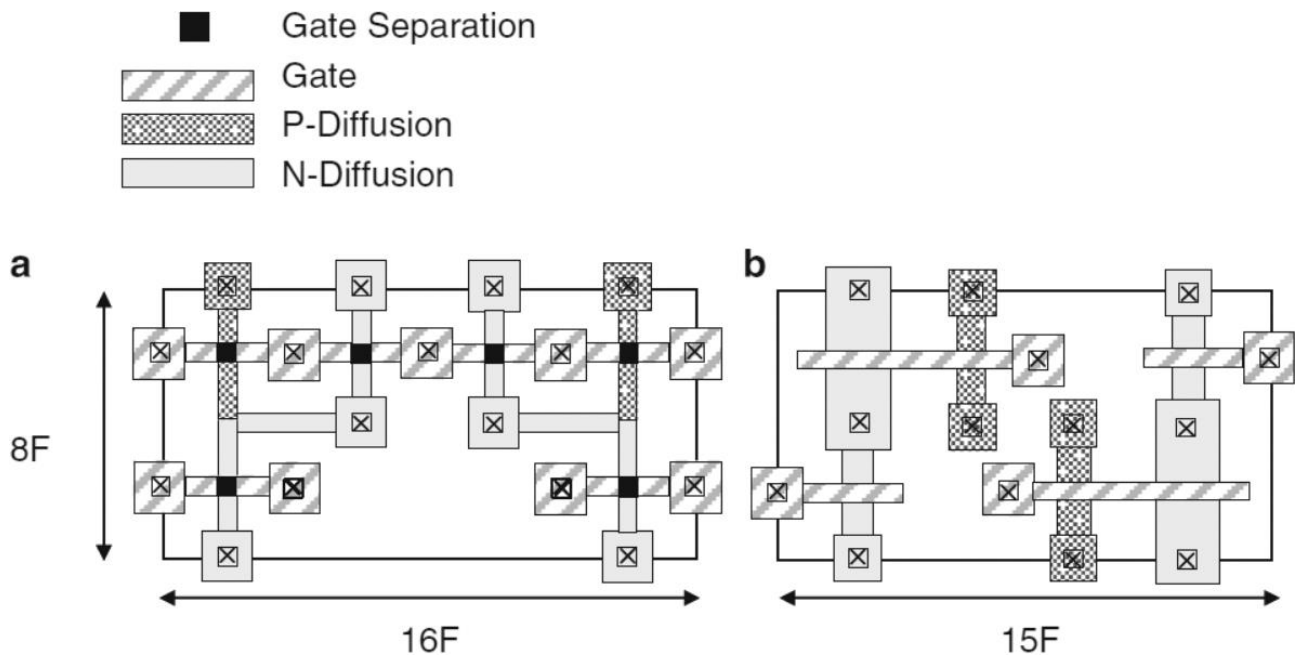 Gate Separation
Gate
P-Diffusion
N-Diffusion
a
b
8F
16F
15F